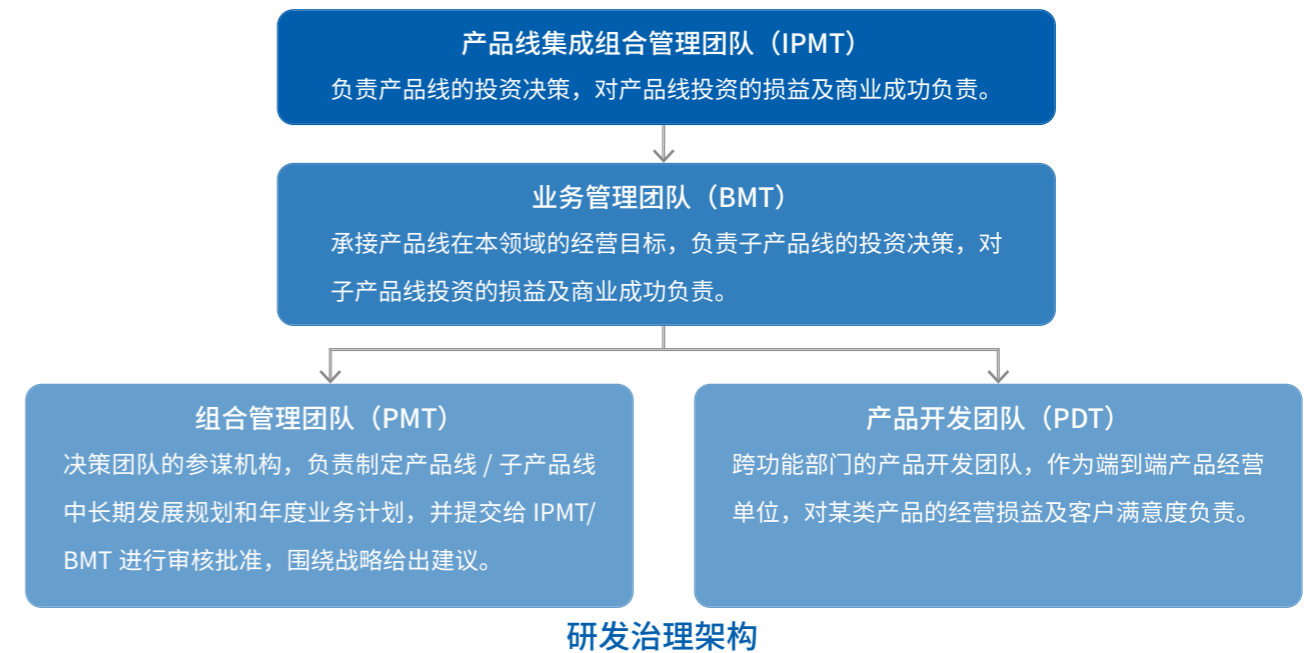 产品线集成组合管理团队（IPMT）
负责产品线的投资决策，对产品线投资的损益及商业成功负责。
业务管理团队（BMT）
承接产品线在本领域的经营目标，负责子产品线的投资决策，对
子产品线投资的损益及商业成功负责。
组合管理团队（PMT）
决策团队的参谋机构，负责制定产品线 / 子产品线
中长期发展规划和年度业务计划，并提交给 IPMT/
BMT 进行审核批准，围绕战略给出建议。
产品开发团队（PDT）
跨功能部门的产品开发团队，作为端到端产品经营
单位，对某类产品的经营损益及客户满意度负责。
研发治理架构